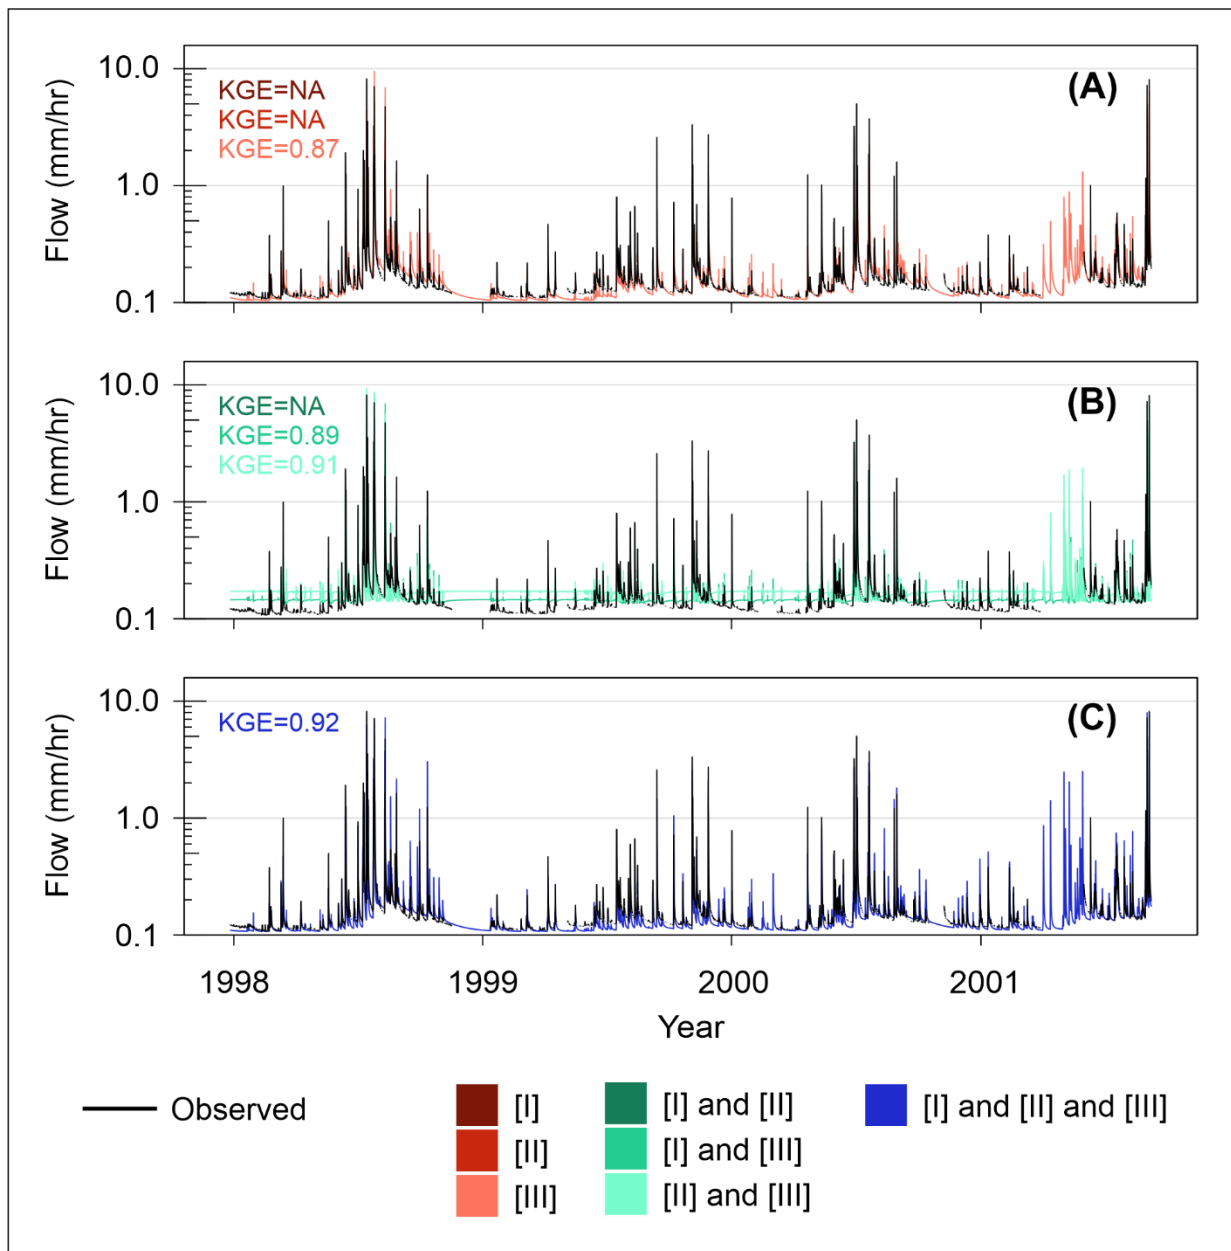 (A)
KGE=NA
KGE=NA
KGE=0.87
10.0
1.0
0.1
Flow (mm/hr)
(B)
KGE=NA
KGE=0.89
KGE=0.91
10.0
1.0
0.1
Flow (mm/hr)
(C)
KGE=0.92
10.0
1.0
0.1
Flow (mm/hr)
1998 1999 2000 2001
Year
Observed [I] [I] and [II] [I] and [II] and [III]
[II] [I] and [III]
[III] [II] and [III]